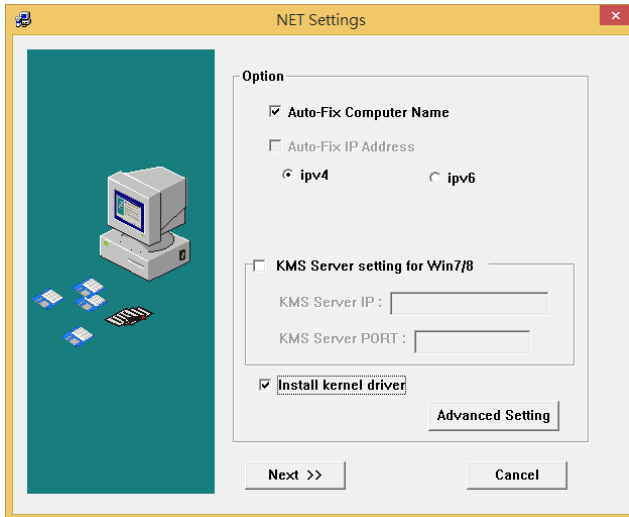 NET Settings
Option
Auto-Fix Computer Name
Auto-Fix IP Address
ipv4 ipv6
KMS Server setting for Win7/8
KMS Server IP :
KMS Server PORT :
Install kernel driver
Advanced Setting
Next >> Cancel